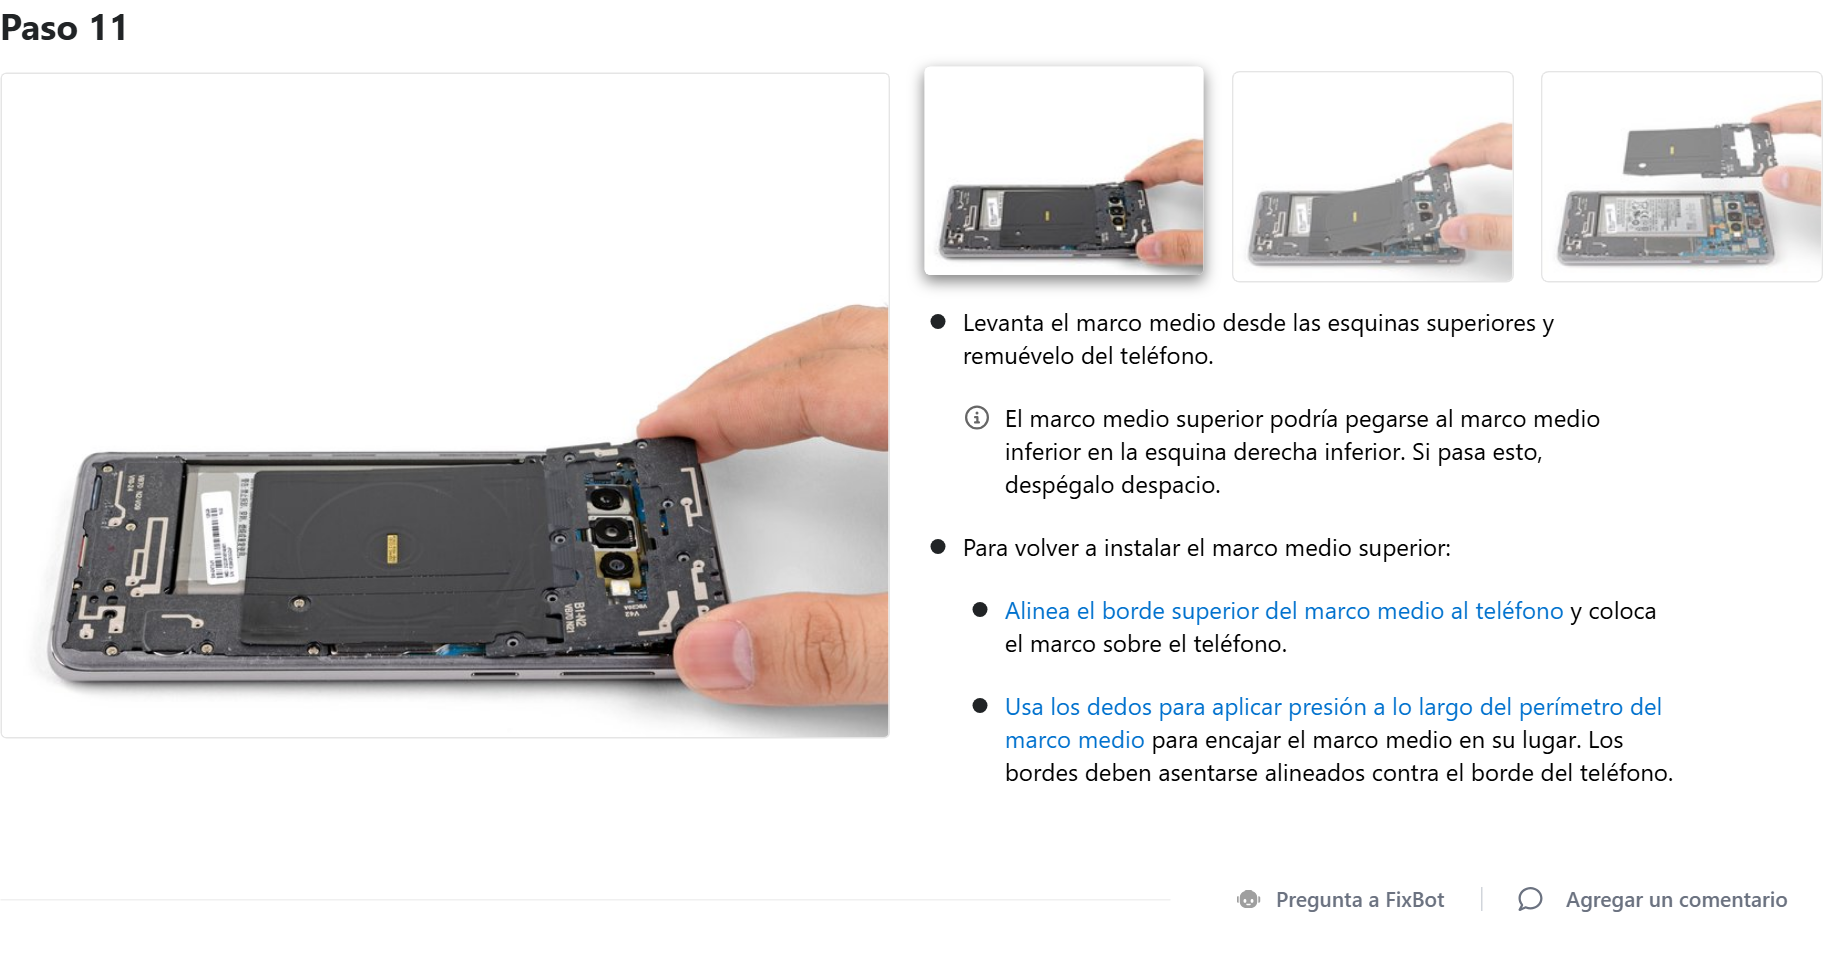 Paso 11
Levanta el marco medio desde las esquinas superiores y
remuévelo del teléfono.
El marco medio superior podría pegarse al marco medio
inferior en la esquina derecha inferior. Si pasa esto,
despégalo despacio.
Para volver a instalar el marco medio superior:
Alinea el borde superior del marco medio al teléfono y coloca
el marco sobre el teléfono.
Usa los dedos para aplicar presión a lo largo del perímetro del
marco medio para encajar el marco medio en su lugar. Los
bordes deben asentarse alineados contra el borde del teléfono.
Pregunta a FixBot
Agregar un comentario